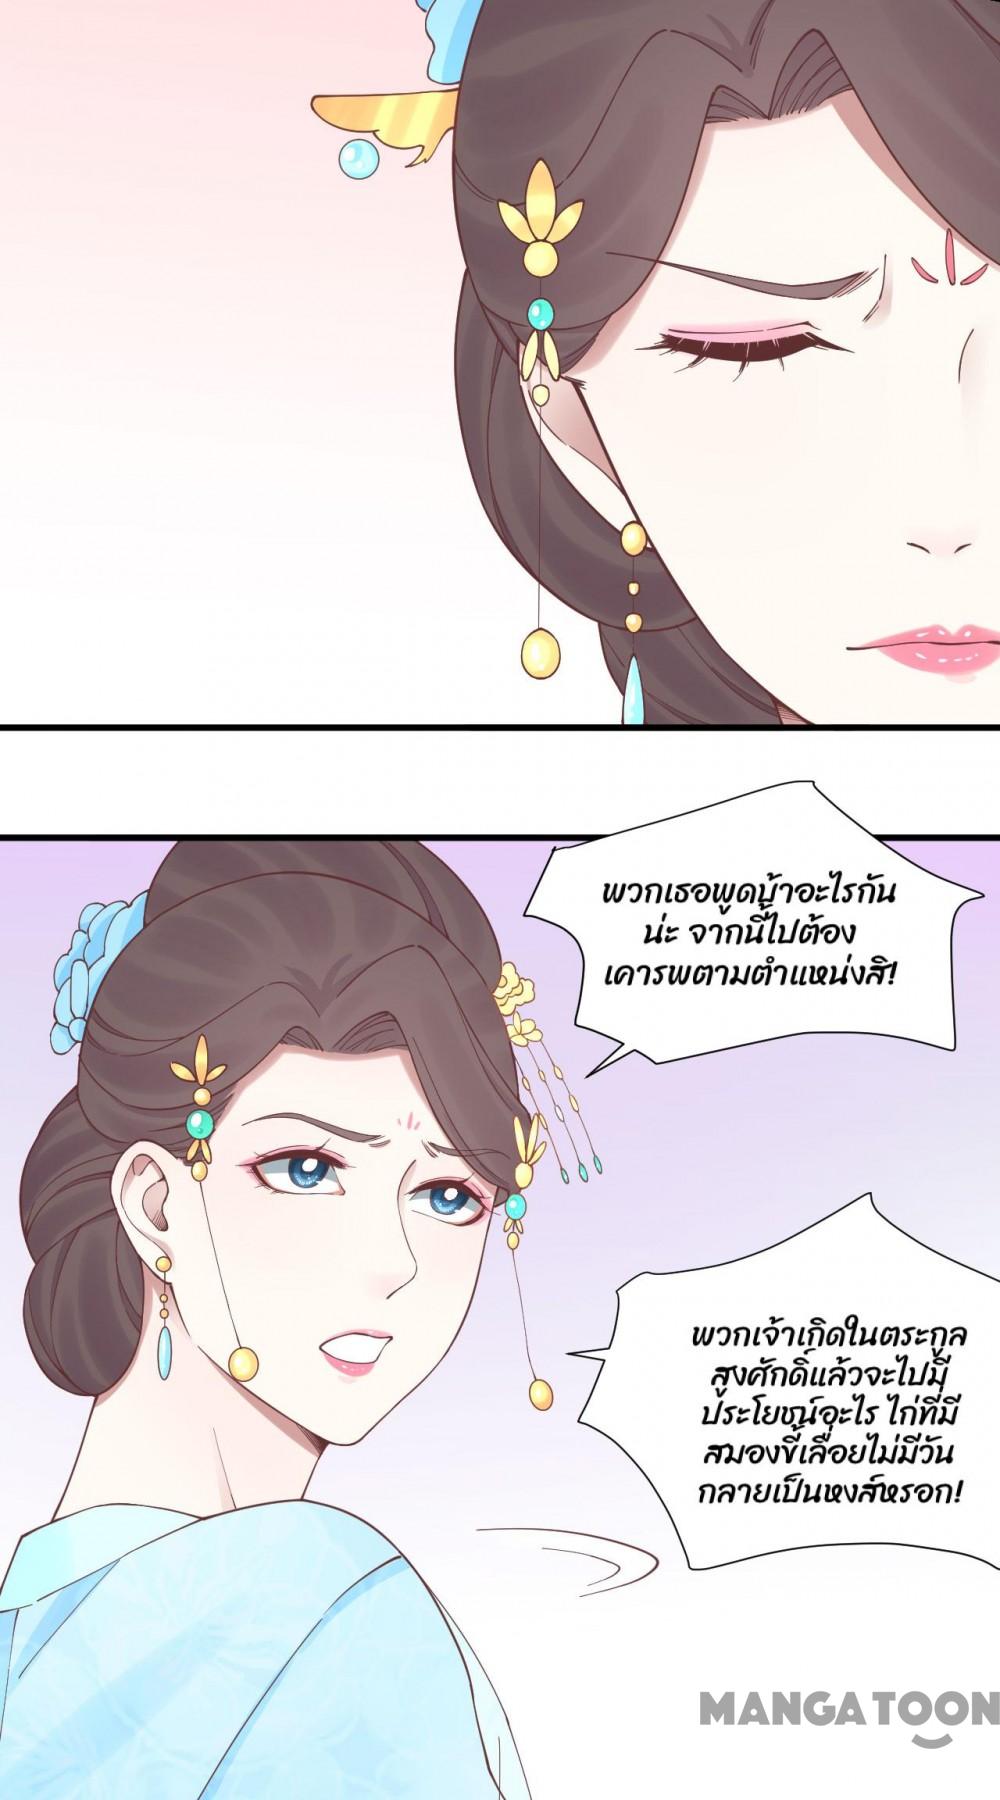 พวกเธอพูดบ้าอะไรกัน
น่ะ จากนี้ไปต้อง
เคารพตามตำแหน่งสิ!
พวกเจ้าเกิดในตระกูล
สูงศักดิ์แล้วจะไปมี
ประโยชน์อะไร ไก่ที่มี
สมองขี้เลื่อยไม่มีวัน
กลายเป็นหงส์หรอก!
MANGATOON